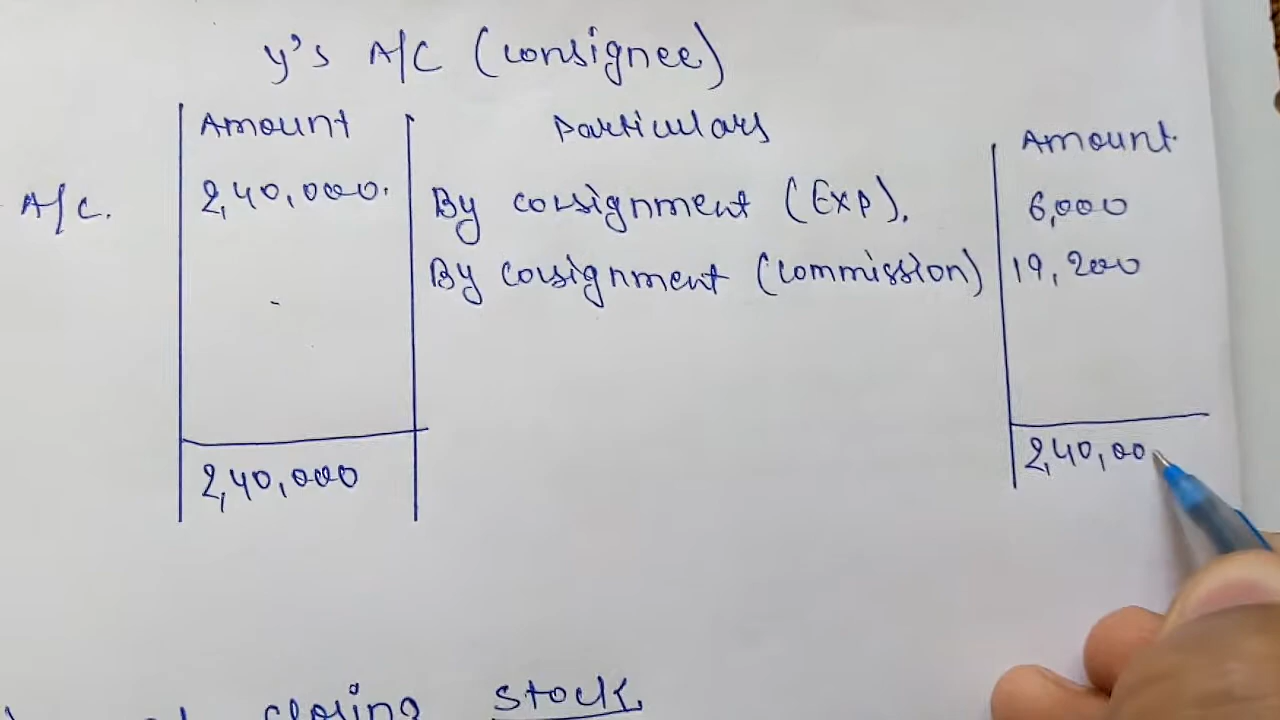 Y's A/C (consignee)
Amount Particulars Amount
A/C. 2,40,000. By consignment (Exp). 6,000
By consignment (commission) 19,200
2,40,000 2,40,00
closing stock